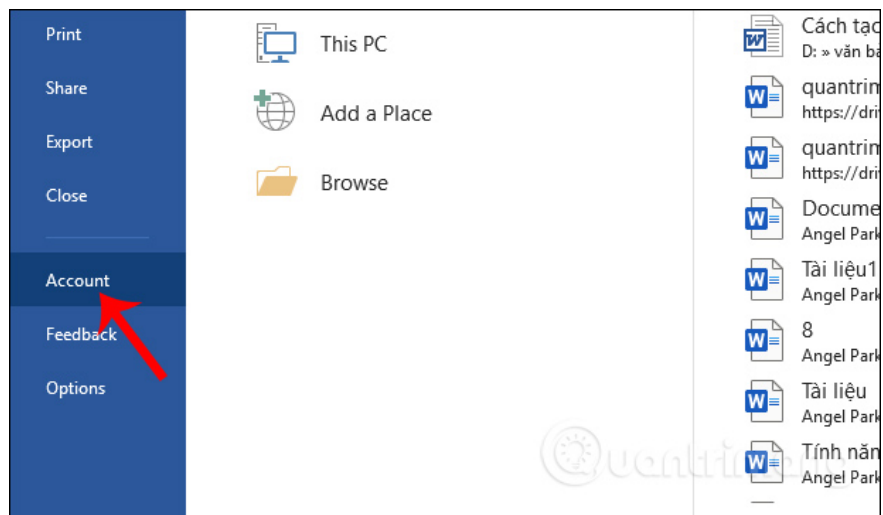 Print
Share
Export
Close
Account
Feedback
Options
This PC
Add a Place
Browse
Cách tạo
D: » văn
quantrim
https://dri
quantrim
https://dri
Docume
Angel Park
Tài liệu1
Angel Park
8
Angel Park
Tài liệu
Angel Park
Tính năn
Angel Park
Quantrimang